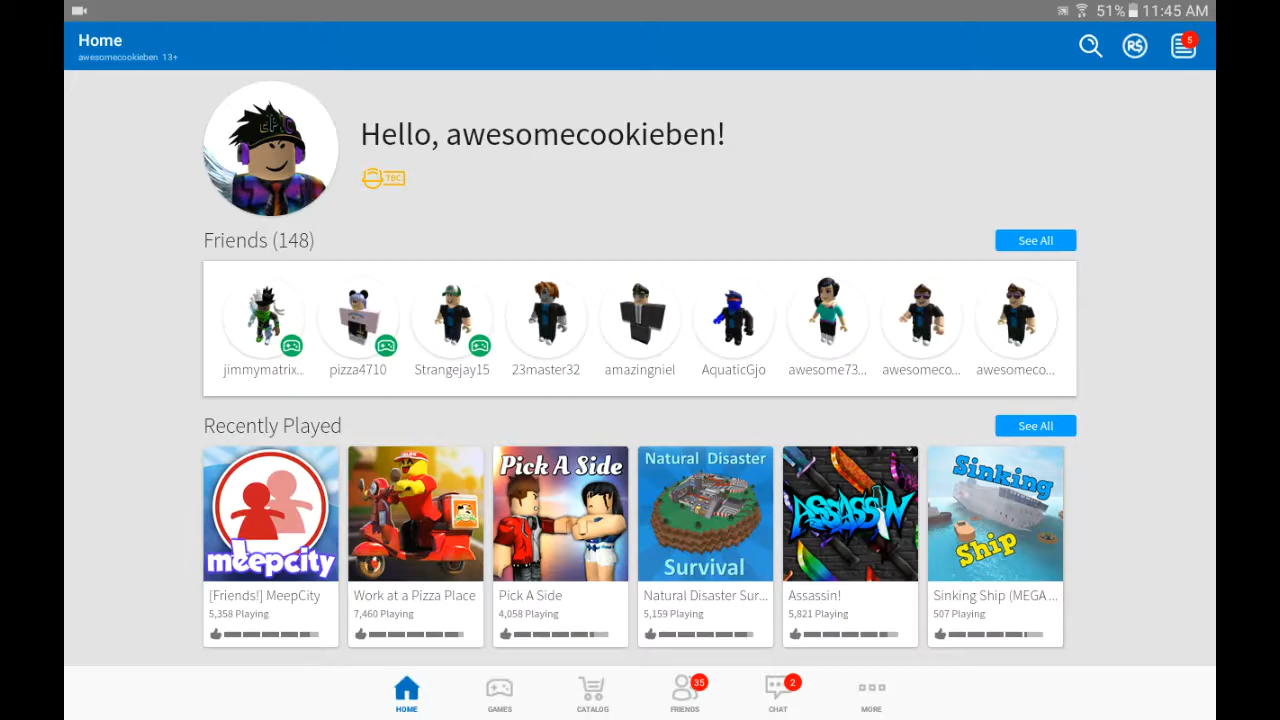 51% 11:45 AM
Home
awesomecookieben 13+
R$
5
EPIC
Hello, awesomecookieben!
TBC
Friends (148)
See All
jimmymatrix...
pizza4710
Strangejay15
23master32
amazingniel
AquaticGjo
awesome73...
awesomeco...
awesomeco...
Recently Played
See All
meepcity
Pick A Side
Natural Disaster
Survival
ASSASSIN
Sinking
Ship
[Friends!] MeepCity
5,358 Playing
Work at a Pizza Place
7,460 Playing
Pick A Side
4,058 Playing
Natural Disaster Sur...
5,159 Playing
Assassin!
5,821 Playing
Sinking Ship (MEGA ...
507 Playing
HOME
GAMES
CATALOG
35
FRIENDS
2
CHAT
MORE